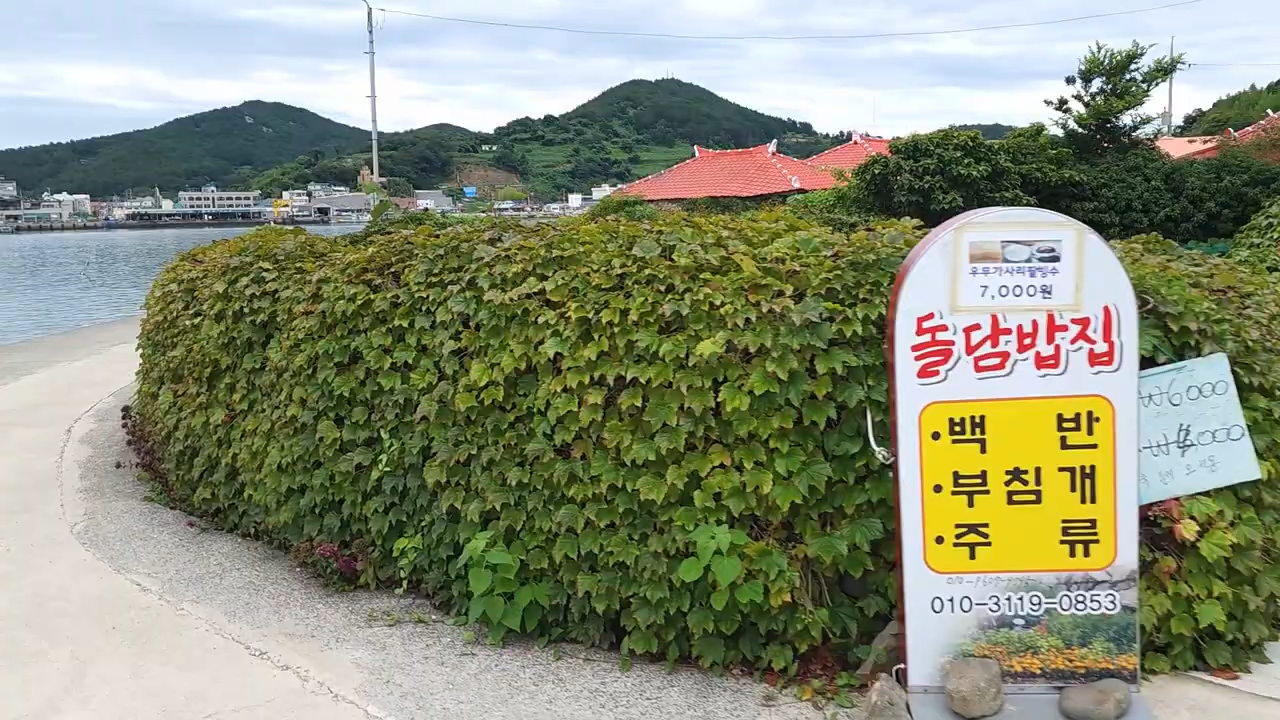 우무가사리팥빙수
7,000원
돌담밥집
•백 반
•부침개
•주 류
010-3119-0853
₩6000